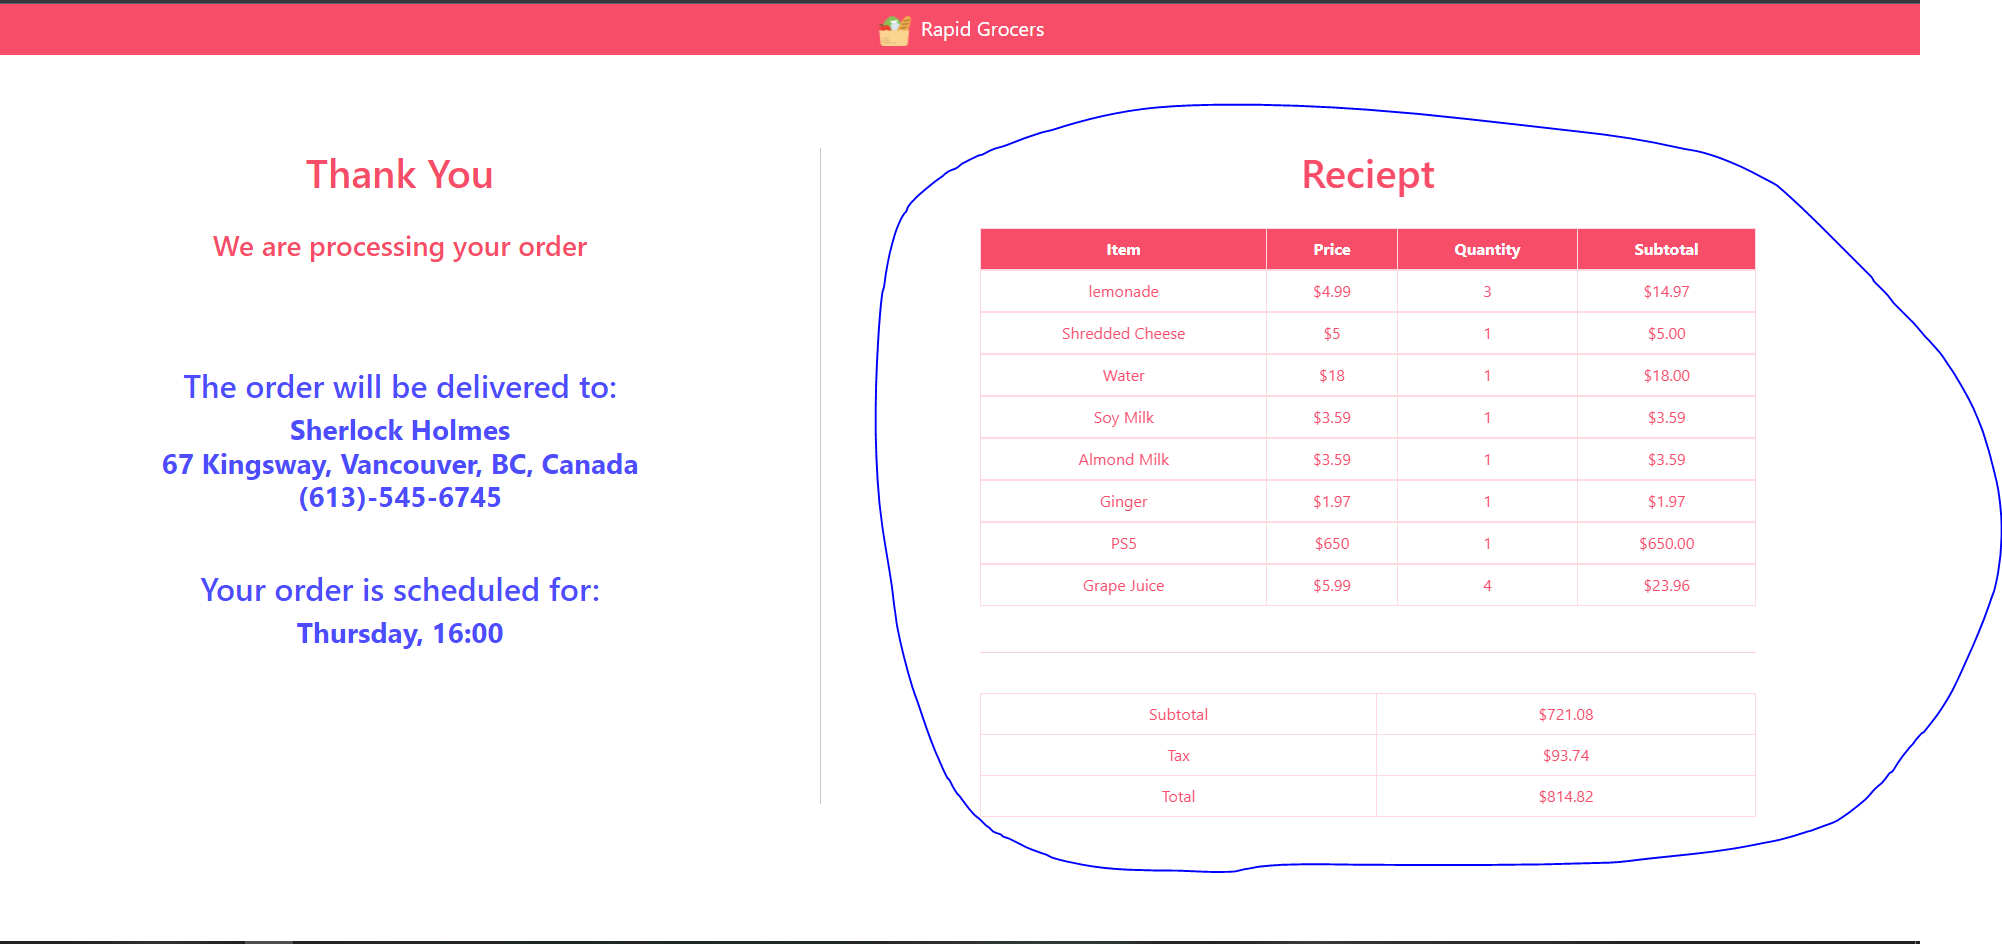 Rapid Grocers
Thank You
We are processing your order
The order will be delivered to:
Sherlock Holmes
67 Kingsway, Vancouver, BC, Canada
(613)-545-6745
Your order is scheduled for:
Thursday, 16:00
Reciept
Item Price Quantity Subtotal
lemonade $4.99 3 $14.97
Shredded Cheese $5 1 $5.00
Water $18 1 $18.00
Soy Milk $3.59 1 $3.59
Almond Milk $3.59 1 $3.59
Ginger $1.97 1 $1.97
PS5 $650 1 $650.00
Grape Juice $5.99 4 $23.96
Subtotal $721.08
Tax $93.74
Total $814.82